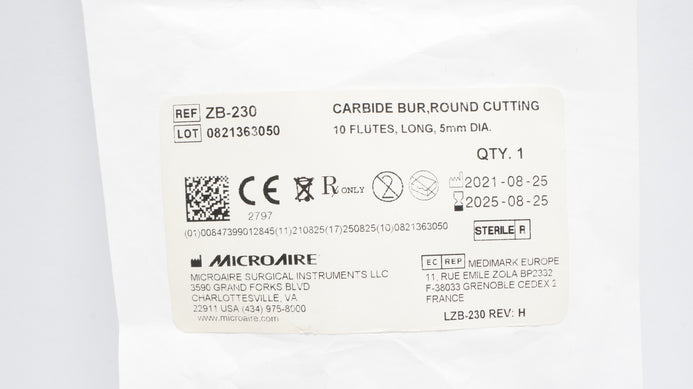 REF ZB-230
LOT 0821363050
CARBIDE BUR,ROUND CUTTING
10 FLUTES, LONG, 5mm DIA.
QTY. 1
CE
2797
Rx ONLY
2
2021-08-25
2025-08-25
(01)00847399012845(11)210825(17)250825(10)0821363050
STERILE R
MICROAIRE
MICROAIRE SURGICAL INSTRUMENTS LLC
3590 GRAND FORKS BLVD
CHARLOTTESVILLE, VA
22911 USA (434) 975-8000
www.microaire.com
EC REP MEDIMARK EUROPE
11, RUE EMILE ZOLA BP2332
F-38033 GRENOBLE CEDEX 2
FRANCE
LZB-230 REV: H